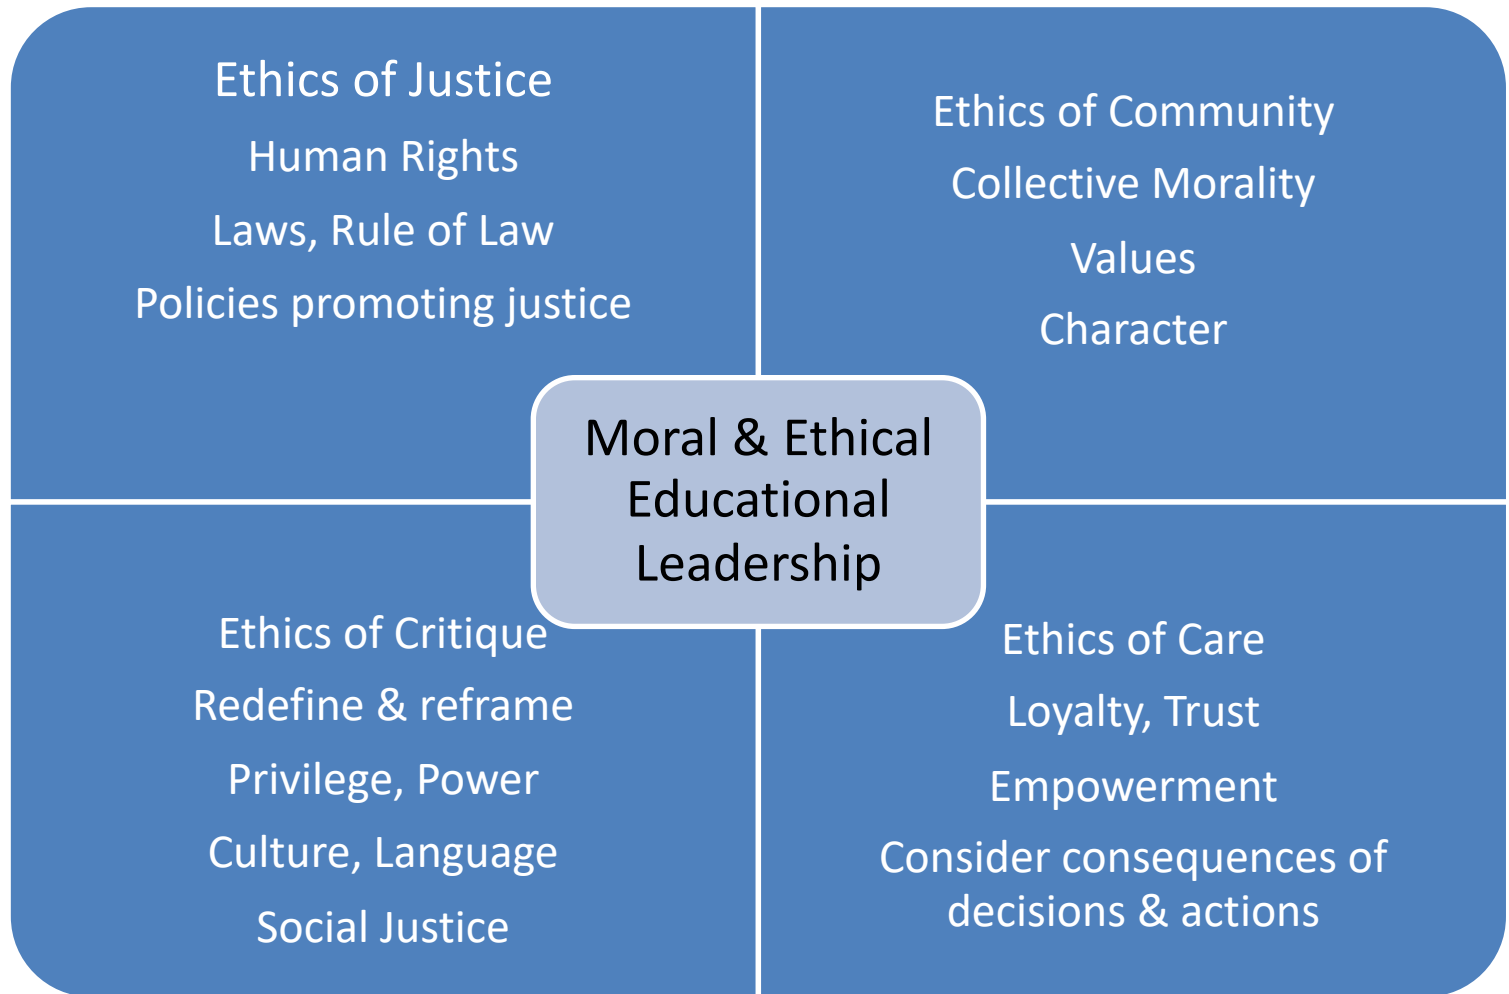 Ethics of Justice
Human Rights
Laws, Rule of Law
Policies promoting justice
Ethics of Community
Collective Morality
Values
Character
Moral & Ethical
Educational
Leadership
Ethics of Critique
Redefine & reframe
Privilege, Power
Culture, Language
Social Justice
Ethics of Care
Loyalty, Trust
Empowerment
Consider consequences of
decisions & actions